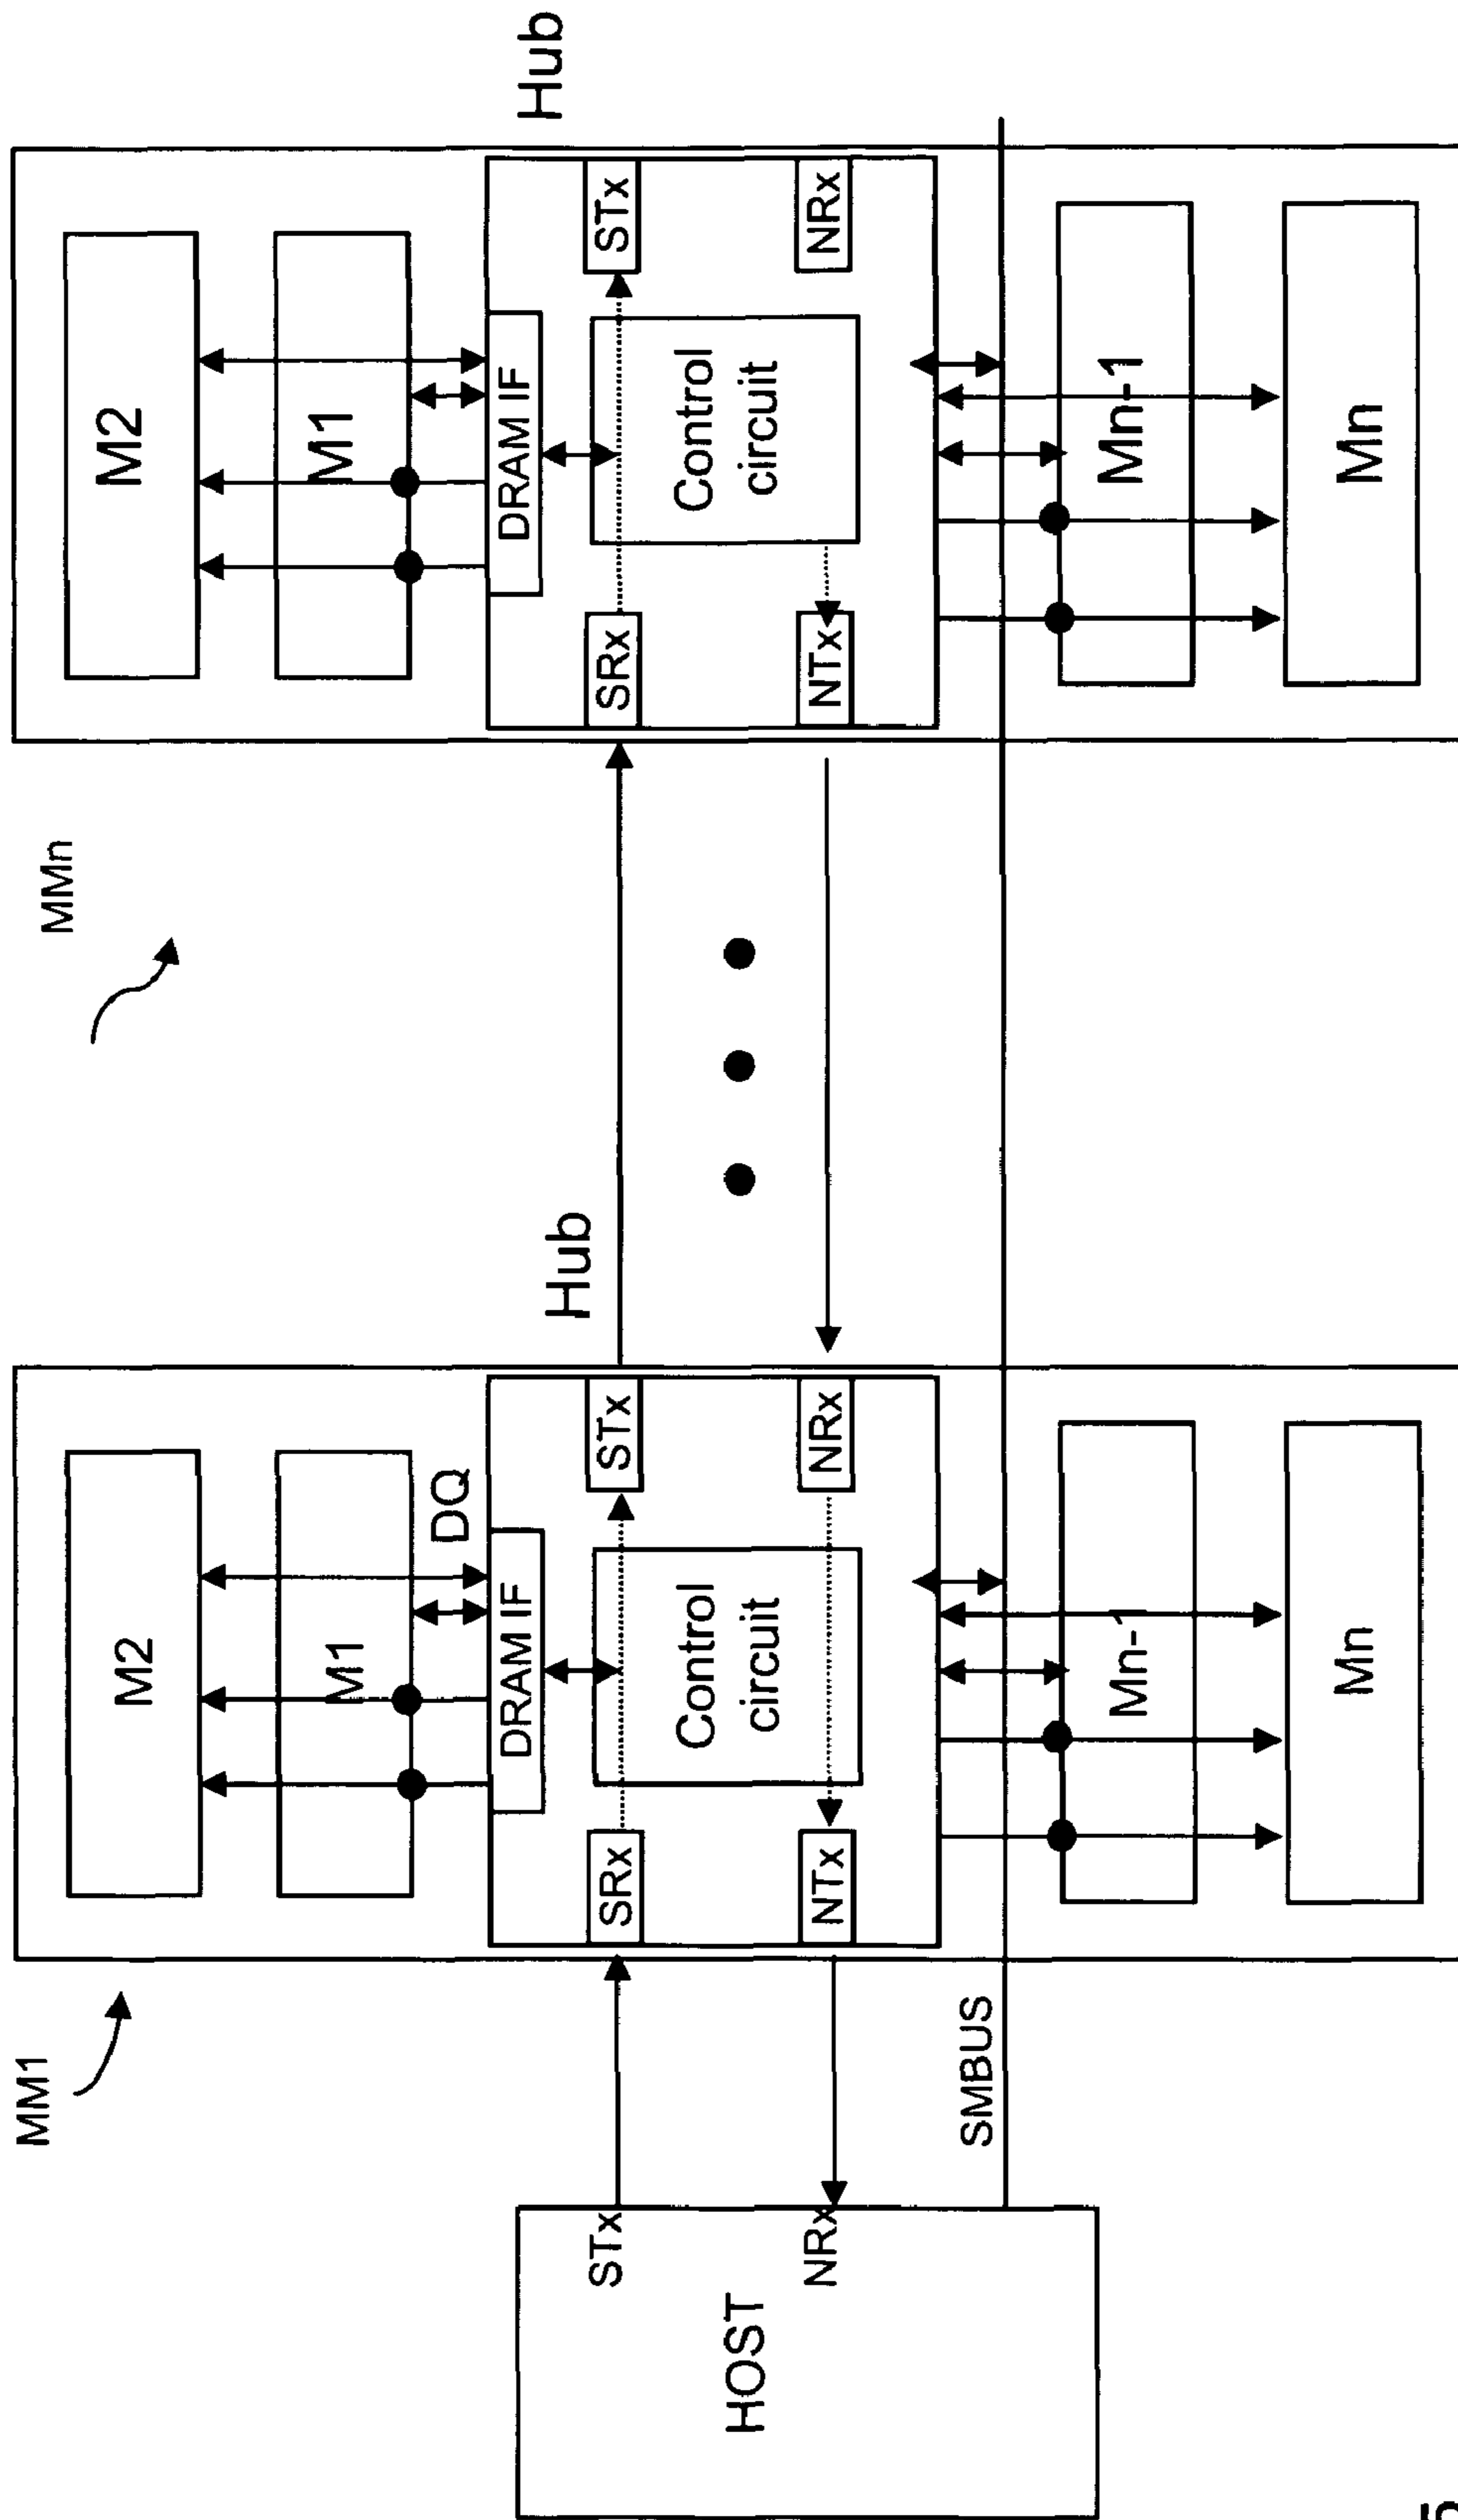 MM1
MMn
HOST
STx
NRx
SMBUS
Hub
M2
M1
DQ
DRAM IF
SRx
STx
Control
circuit
NTx
NRx
Mn-1
Mn
Hub
M2
M1
DRAM IF
SRx
STx
Control
circuit
NTx
NRx
Mn-1
Mn
5